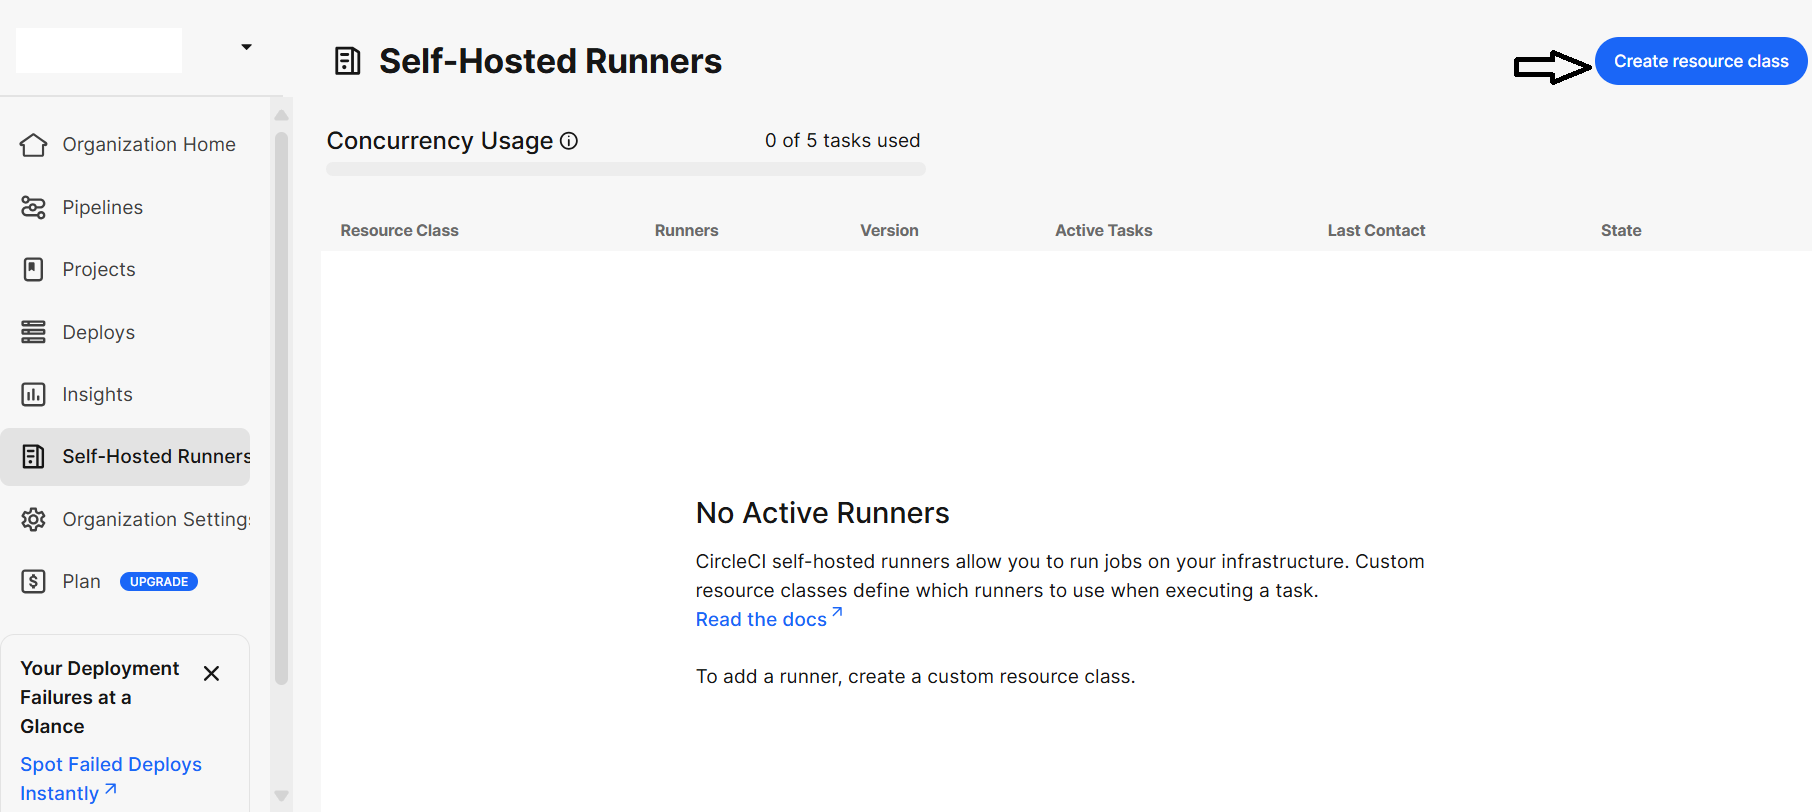 Self-Hosted Runners
Create resource class
Organization Home
Pipelines
Projects
Deploys
Insights
Self-Hosted Runners
Organization Settings
Plan UPGRADE
Your Deployment
Failures at a
Glance
Spot Failed Deploys
Instantly
Concurrency Usage 0 of 5 tasks used
Resource Class Runners Version Active Tasks Last Contact State
No Active Runners
CircleCI self-hosted runners allow you to run jobs on your infrastructure. Custom
resource classes define which runners to use when executing a task.
Read the docs
To add a runner, create a custom resource class.